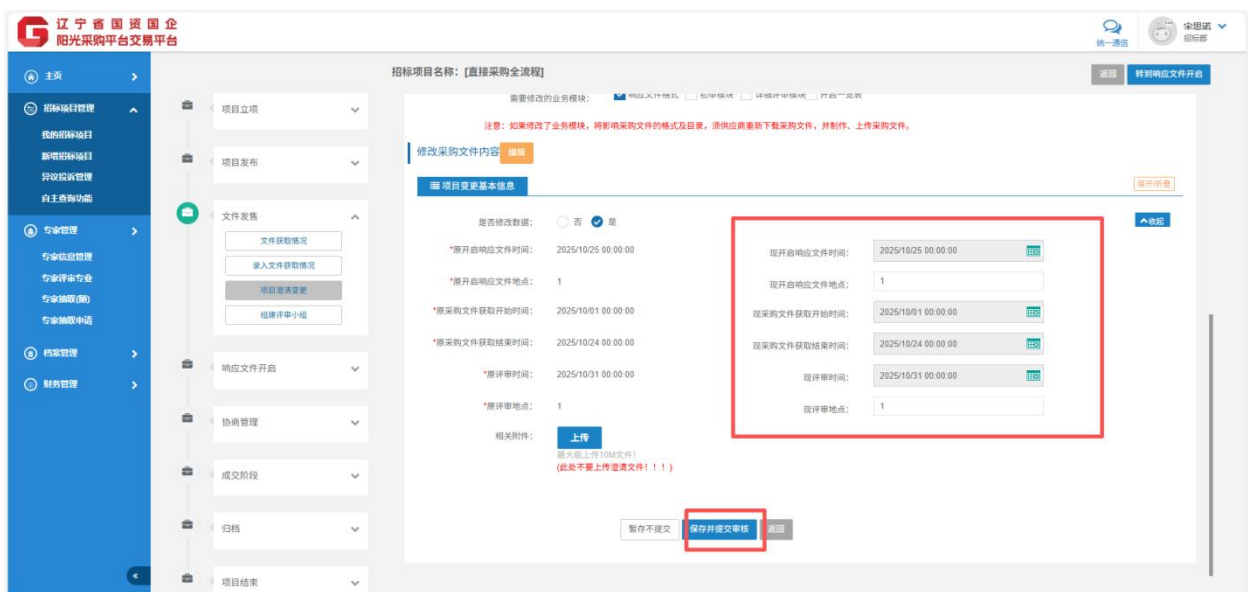 辽宁省国资国企
阳光采购平台交易平台
统一通信
宋思诺
招标部
主页
招标项目管理
我的招标项目
新增招标项目
异议投诉管理
自主查询功能
专家管理
专家信息管理
专家评审专业
专家抽取(新)
专家抽取申请
档案管理
财务管理
项目立项
项目发布
文件发售
文件获取情况
录入文件获取情况
项目澄清变更
组建评审小组
响应文件开启
协商管理
成交阶段
归档
项目结束
招标项目名称：[直接采购全流程]
返回 转到响应文件开启
需要修改的业务模块： 响应文件格式 初审模块 详细评审模块 开启一览表
注意：如果修改了业务模块，将影响采购文件的格式及目录，须供应商重新下载采购文件，并制作、上传采购文件。
修改采购文件内容 编辑
项目变更基本信息 展开/折叠
是否修改数据： 否 是 收起
*原开启响应文件时间： 2025/10/25 00:00:00 现开启响应文件时间： 2025/10/25 00:00:00
*原开启响应文件地点： 1 现开启响应文件地点： 1
*原采购文件获取开始时间： 2025/10/01 00:00:00 现采购文件获取开始时间： 2025/10/01 00:00:00
*原采购文件获取结束时间： 2025/10/24 00:00:00 现采购文件获取结束时间： 2025/10/24 00:00:00
*原评审时间： 2025/10/31 00:00:00 现评审时间： 2025/10/31 00:00:00
*原评审地点： 1 现评审地点： 1
相关附件： 上传
最大能上传10M文件！
(此处不要上传澄清文件！！！)
暂存不提交 保存并提交审核 返回